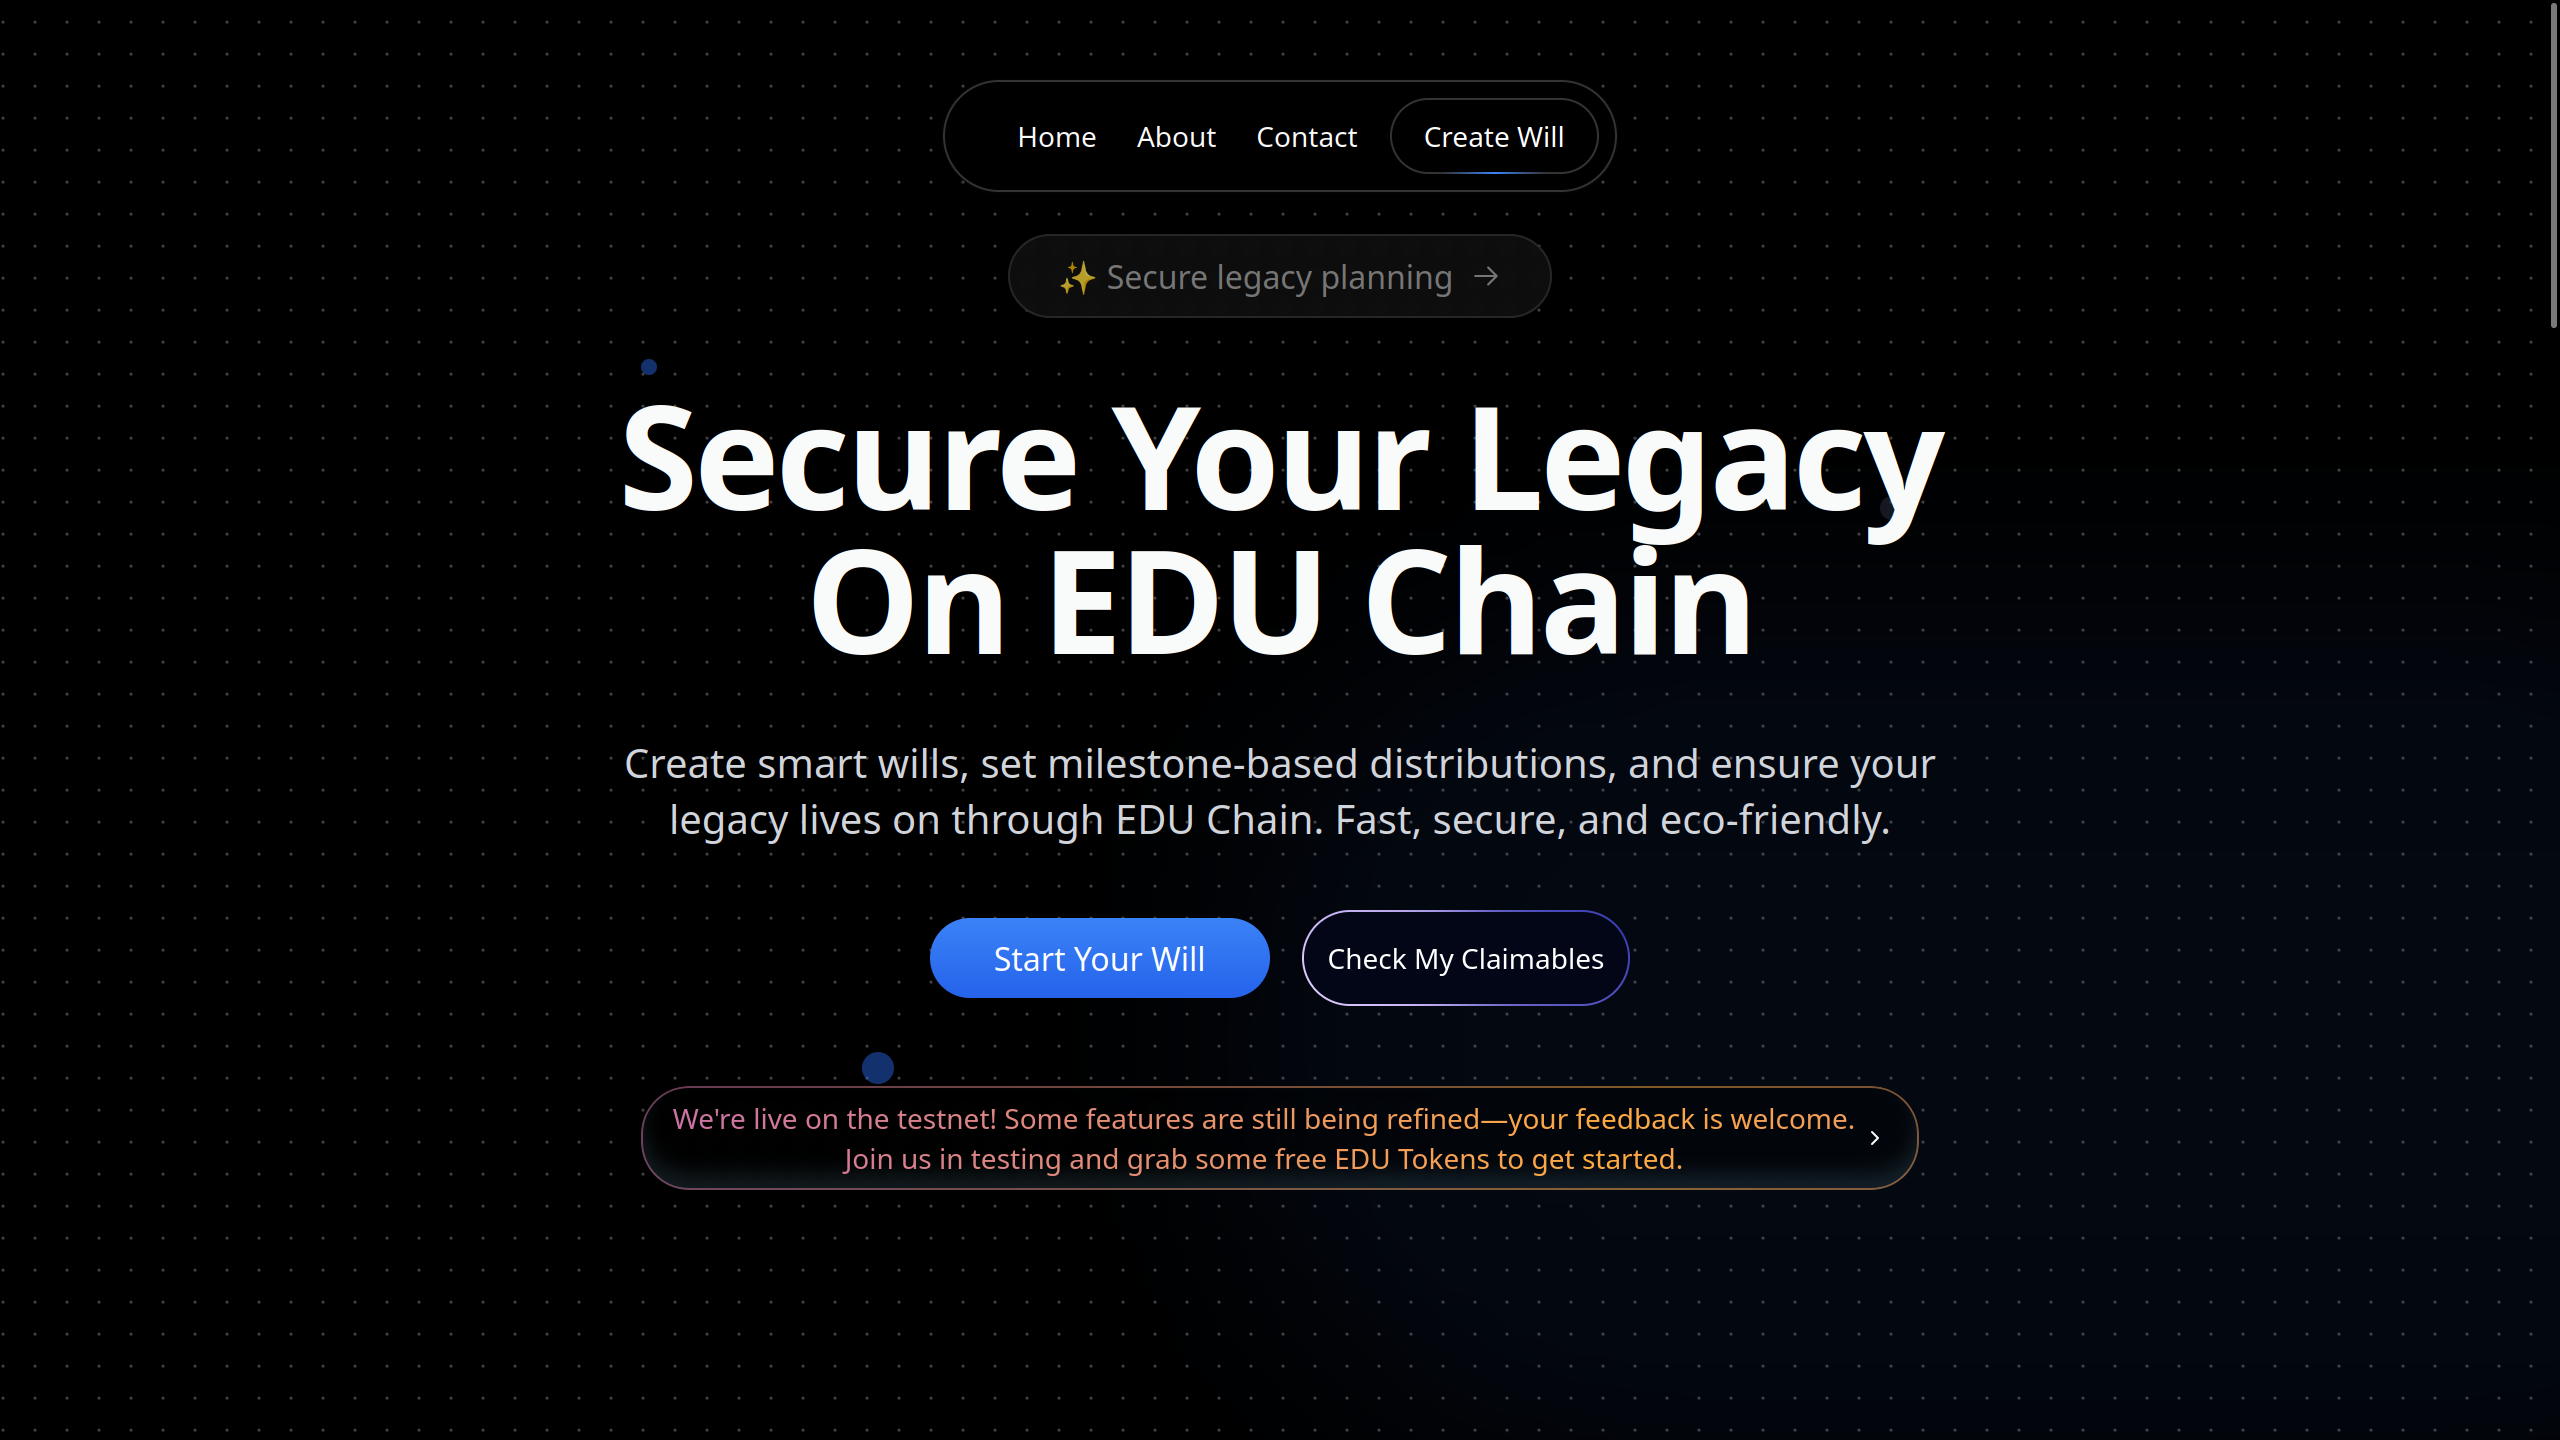 Home About Contact Create Will
✨ Secure legacy planning →
Secure Your Legacy
On EDU Chain
Create smart wills, set milestone-based distributions, and ensure your
legacy lives on through EDU Chain. Fast, secure, and eco-friendly.
Start Your Will Check My Claimables
We're live on the testnet! Some features are still being refined—your feedback is welcome.
Join us in testing and grab some free EDU Tokens to get started.